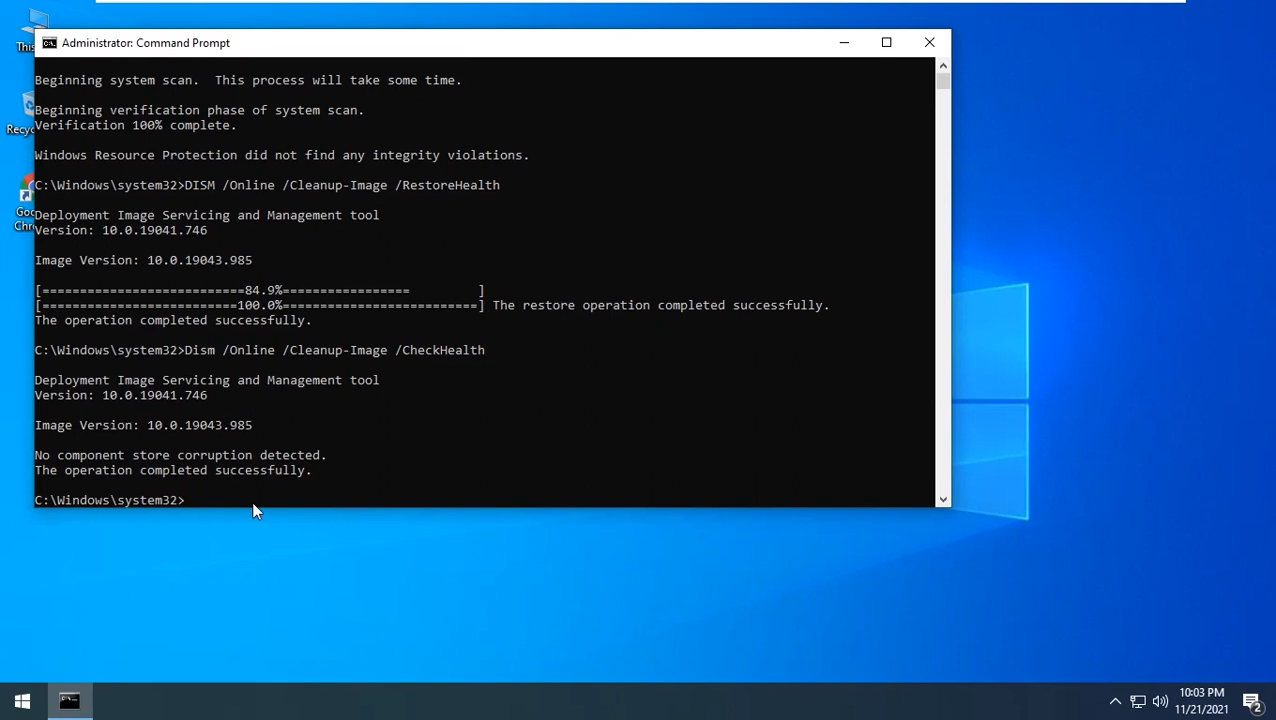 This
Administrator: Command Prompt
Beginning system scan.  This process will take some time.
Beginning verification phase of system scan.
Verification 100% complete.
Windows Resource Protection did not find any integrity violations.
C:\Windows\system32>DISM /Online /Cleanup-Image /RestoreHealth
Deployment Image Servicing and Management tool
Version: 10.0.19041.746
Image Version: 10.0.19043.985
[===========================84.9%=================          ]
[==========================100.0%==========================] The restore operation completed successfully.
The operation completed successfully.
C:\Windows\system32>Dism /Online /Cleanup-Image /CheckHealth
Deployment Image Servicing and Management tool
Version: 10.0.19041.746
Image Version: 10.0.19043.985
No component store corruption detected.
The operation completed successfully.
C:\Windows\system32>
Recyc
Goo
Chro
10:03 PM
11/21/2021
2